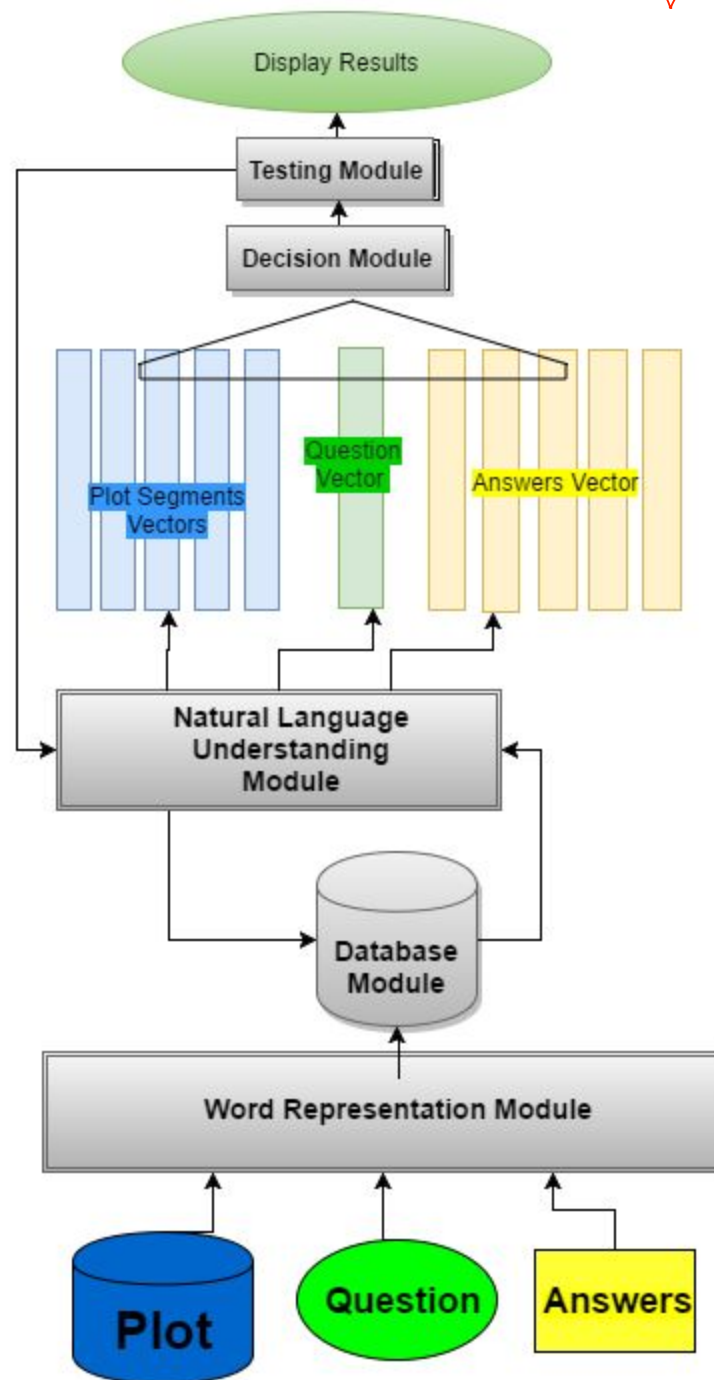 Display Results
Testing Module
Decision Module
Question
Vector
Plot Segments
Vectors
Answers Vector
Natural Language
Understanding
Module
Database
Module
Word Representation Module
Plot
Question
Answers